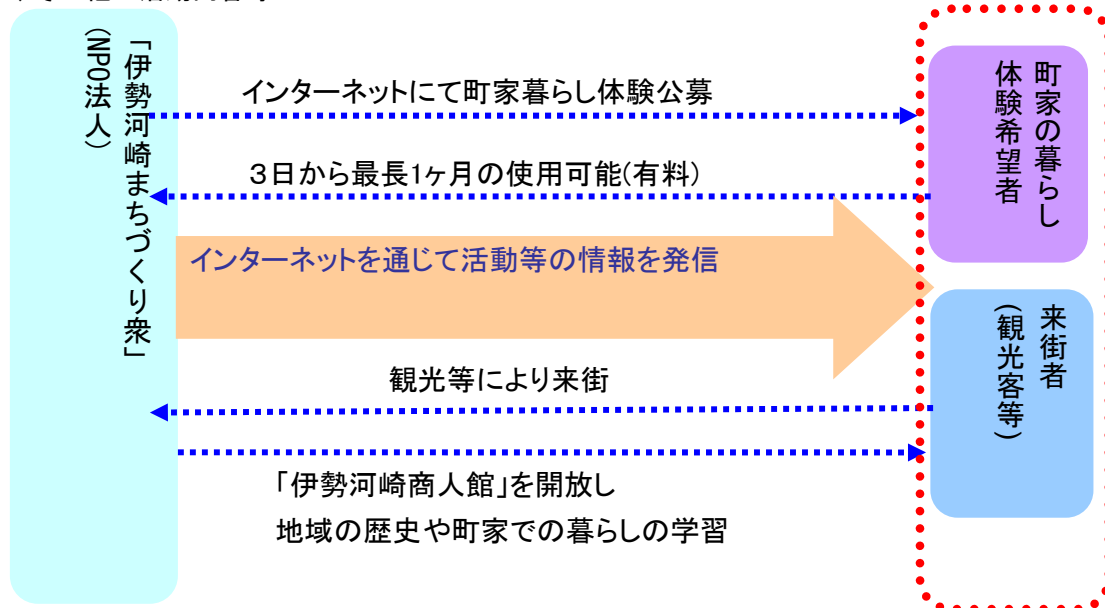 「伊勢河崎まちづくり衆」
(NPO法人)
インターネットにて町家暮らし体験公募
３日から最長1ヶ月の使用可能(有料)
インターネットを通じて活動等の情報を発信
観光等により来街
「伊勢河崎商人館」を開放し
地域の歴史や町家での暮らしの学習
町家の暮らし
体験希望者
来街者
(観光客等)